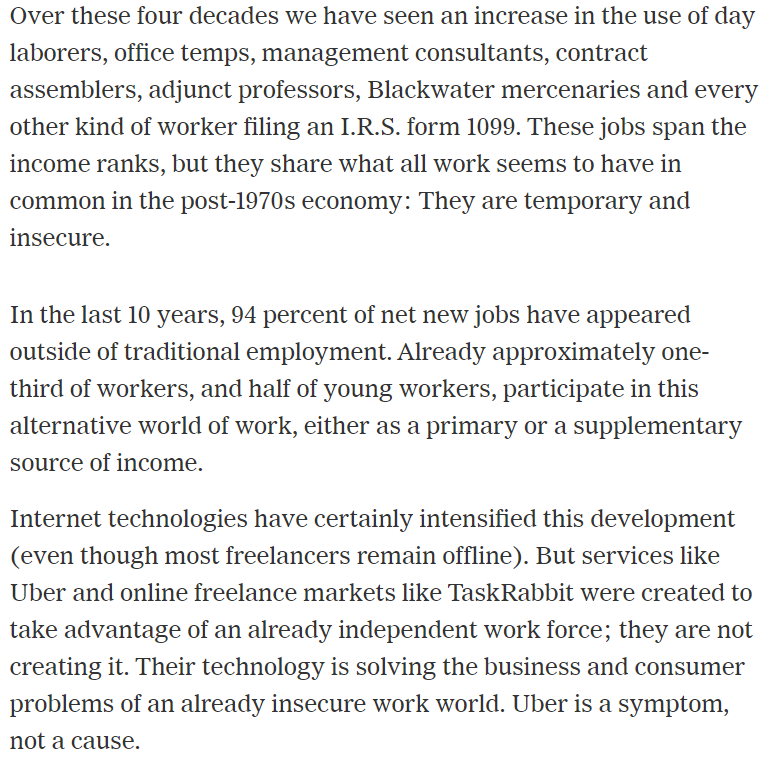 Over these four decades we have seen an increase in the use of day
laborers, office temps, management consultants, contract
assemblers, adjunct professors, Blackwater mercenaries and every
other kind of worker filing an I.R.S. form 1099. These jobs span the
income ranks, but they share what all work seems to have in
common in the post-1970s economy: They are temporary and
insecure.
In the last 10 years, 94 percent of net new jobs have appeared
outside of traditional employment. Already approximately one-
third of workers, and half of young workers, participate in this
alternative world of work, either as a primary or a supplementary
source of income.
Internet technologies have certainly intensified this development
(even though most freelancers remain offline). But services like
Uber and online freelance markets like TaskRabbit were created to
take advantage of an already independent work force; they are not
creating it. Their technology is solving the business and consumer
problems of an already insecure work world. Uber is a symptom,
not a cause.